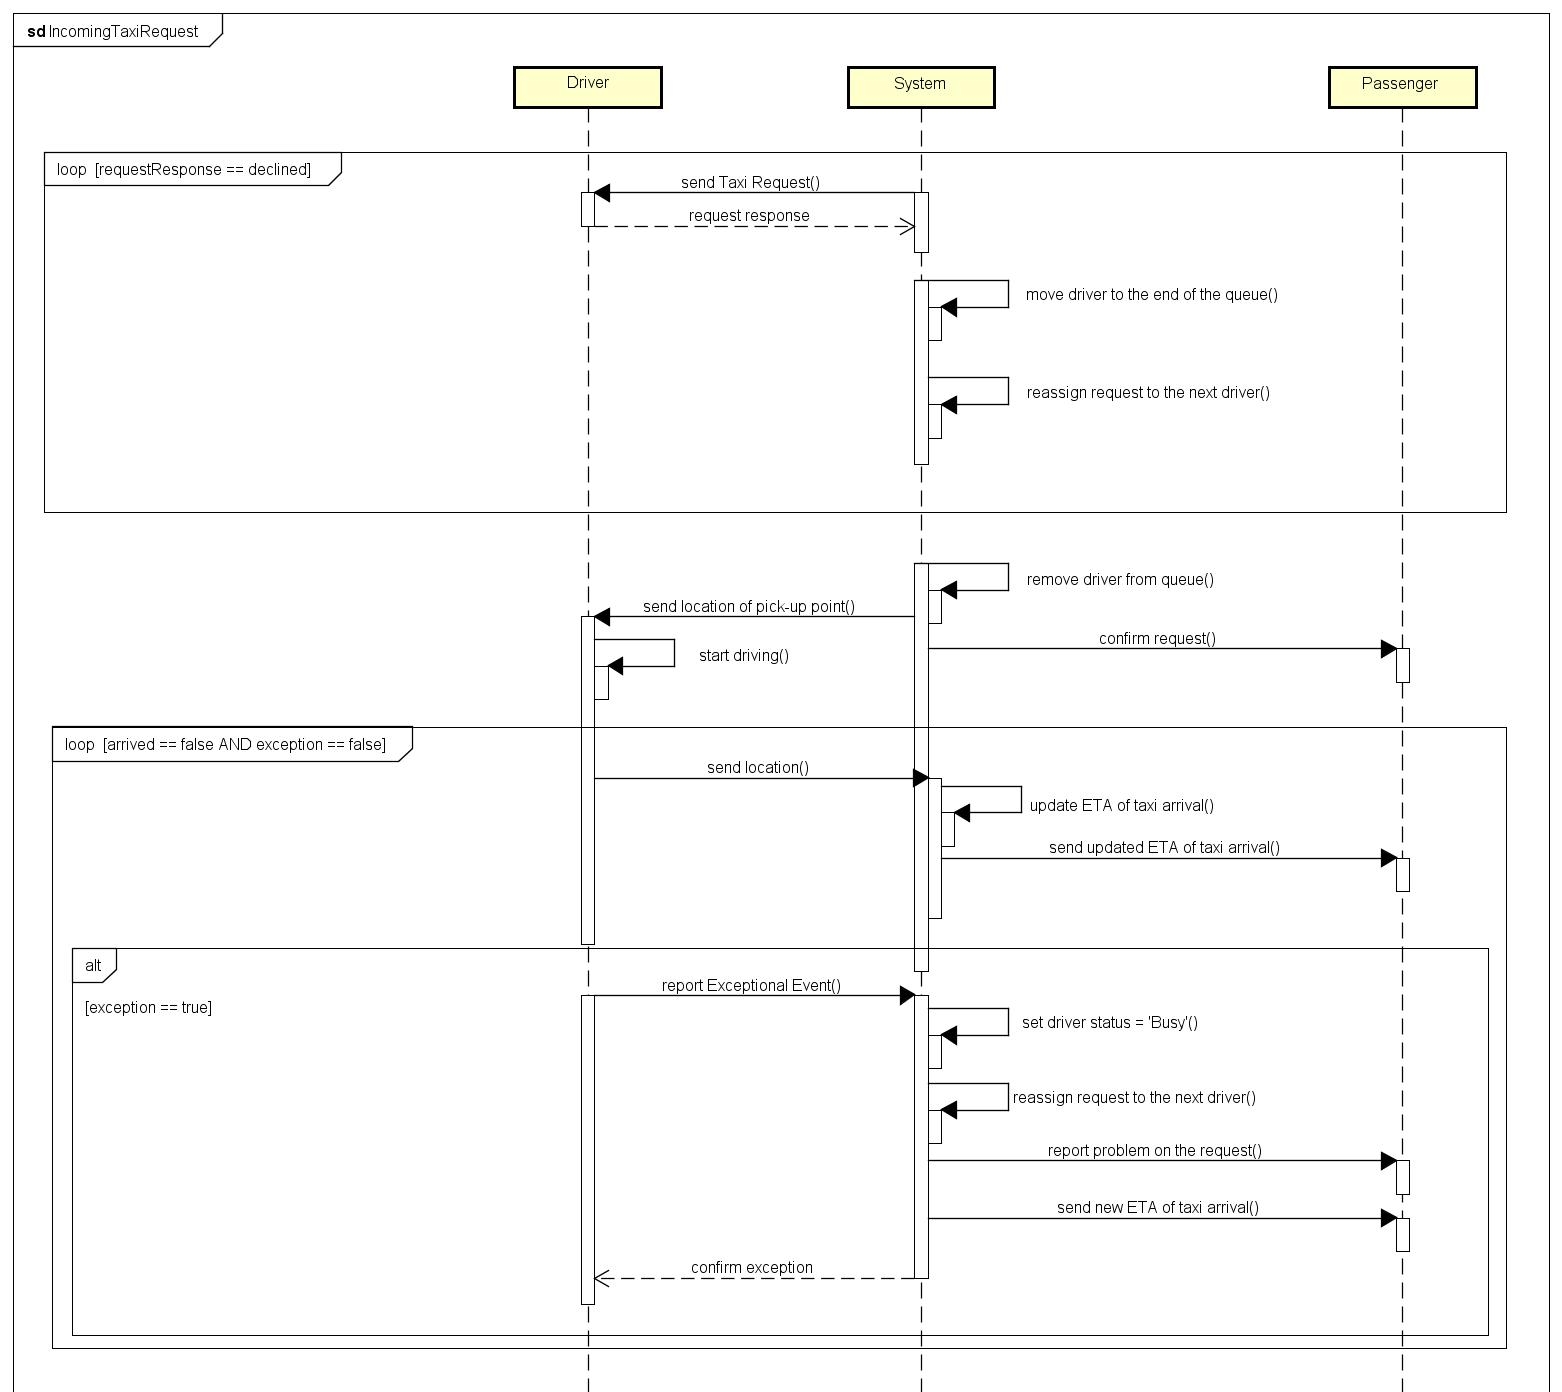 sd IncomingTaxiRequest
Driver
System
Passenger
loop [requestResponse == declined]
send Taxi Request()
request response
move driver to the end of the queue()
reassign request to the next driver()
remove driver from queue()
send location of pick-up point()
confirm request()
start driving()
loop [arrived == false AND exception == false]
send location()
update ETA of taxi arrival()
send updated ETA of taxi arrival()
alt
report Exceptional Event()
[exception == true]
set driver status = 'Busy'()
reassign request to the next driver()
report problem on the request()
send new ETA of taxi arrival()
confirm exception